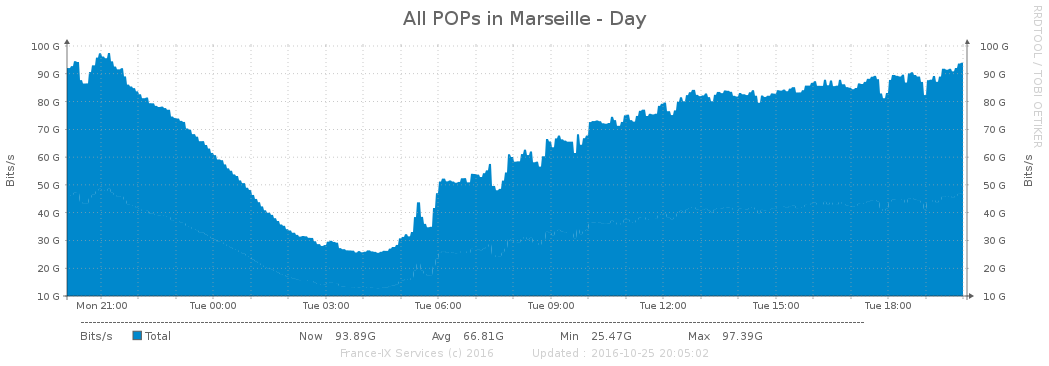 All POPs in Marseille - Day
RRDTOOL / TOBI OETIKER
Bits/s
100 G
90 G
80 G
70 G
60 G
50 G
40 G
30 G
20 G
10 G
100 G
90 G
80 G
70 G
60 G
50 G
40 G
30 G
20 G
10 G
Bits/s
Mon 21:00 Tue 00:00 Tue 03:00 Tue 06:00 Tue 09:00 Tue 12:00 Tue 15:00 Tue 18:00
Bits/s Total Now 93.89G Avg 66.81G Min 25.47G Max 97.39G
France-IX Services (c) 2016 Updated : 2016-10-25 20:05:02